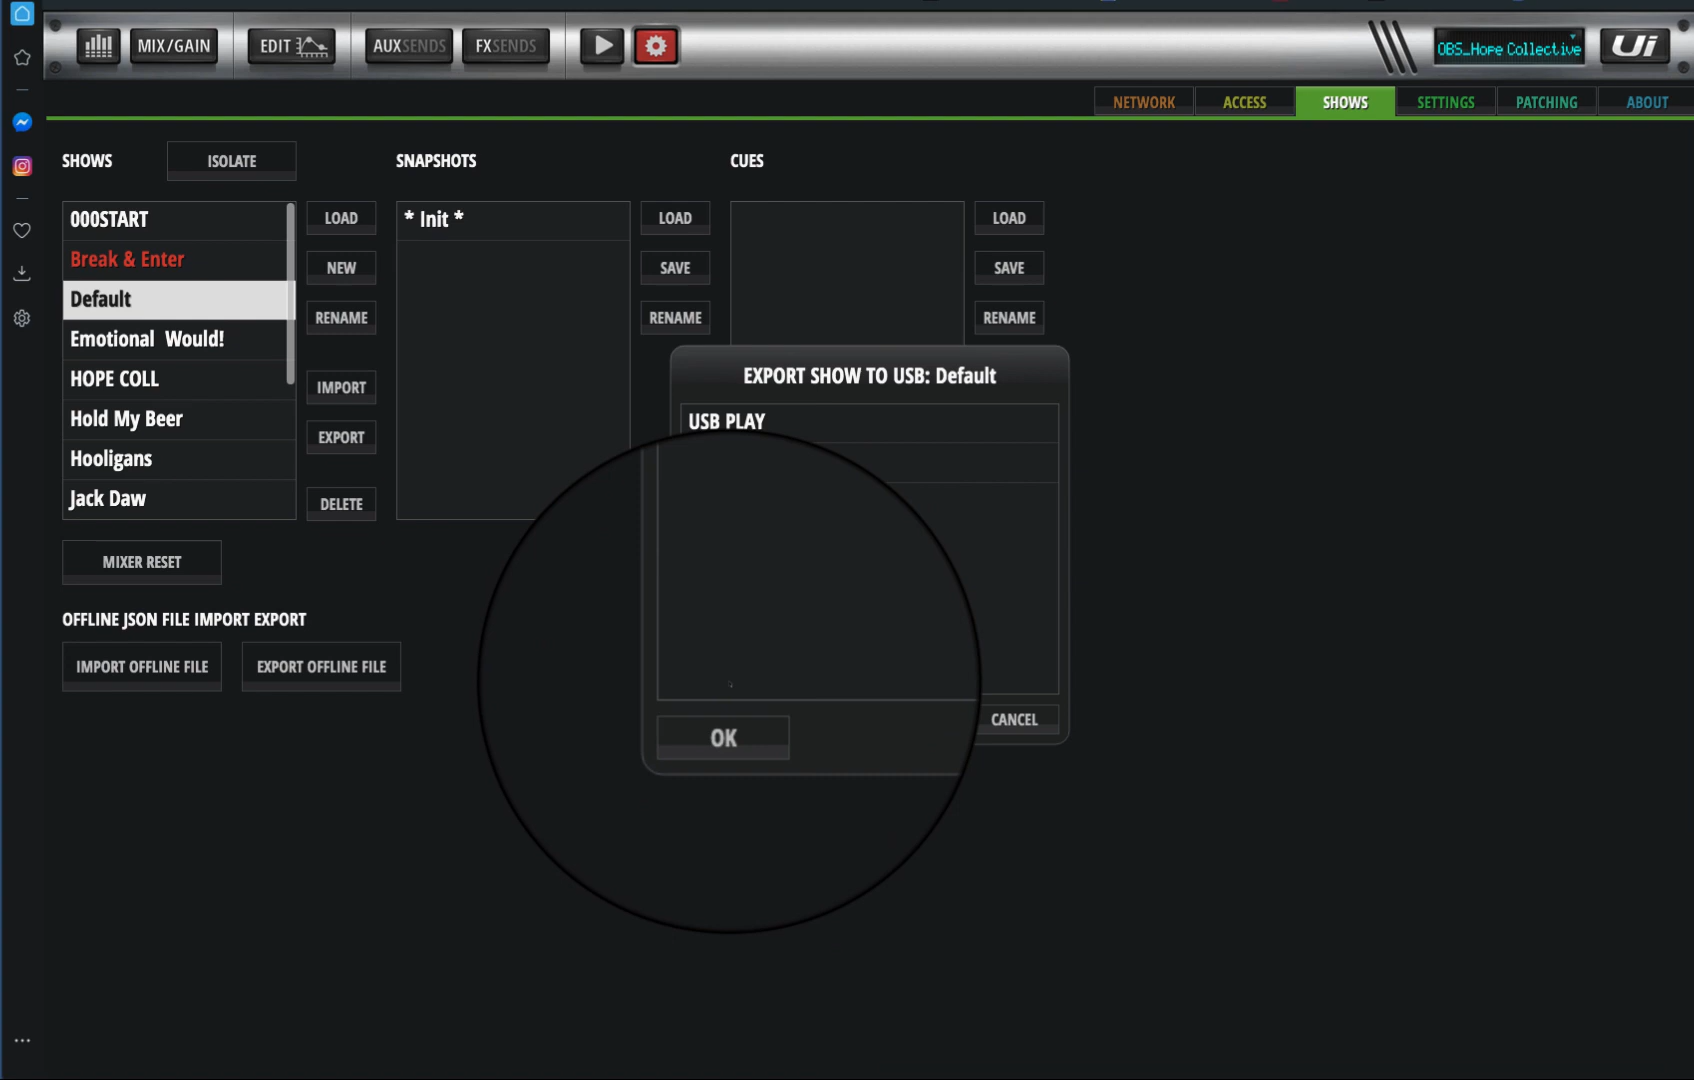 MIX/GAIN
EDIT
AUXSENDS
FXSENDS
OBS_Hope Collective
Ui
NETWORK
ACCESS
SHOWS
SETTINGS
PATCHING
ABOUT
SHOWS
ISOLATE
SNAPSHOTS
CUES
000START
Break & Enter
Default
Emotional Would!
HOPE COLL
Hold My Beer
Hooligans
Jack Daw
LOAD
NEW
RENAME
IMPORT
EXPORT
DELETE
* Init *
LOAD
SAVE
RENAME
LOAD
SAVE
RENAME
EXPORT SHOW TO USB: Default
USB PLAY
OK
CANCEL
MIXER RESET
OFFLINE JSON FILE IMPORT EXPORT
IMPORT OFFLINE FILE
EXPORT OFFLINE FILE